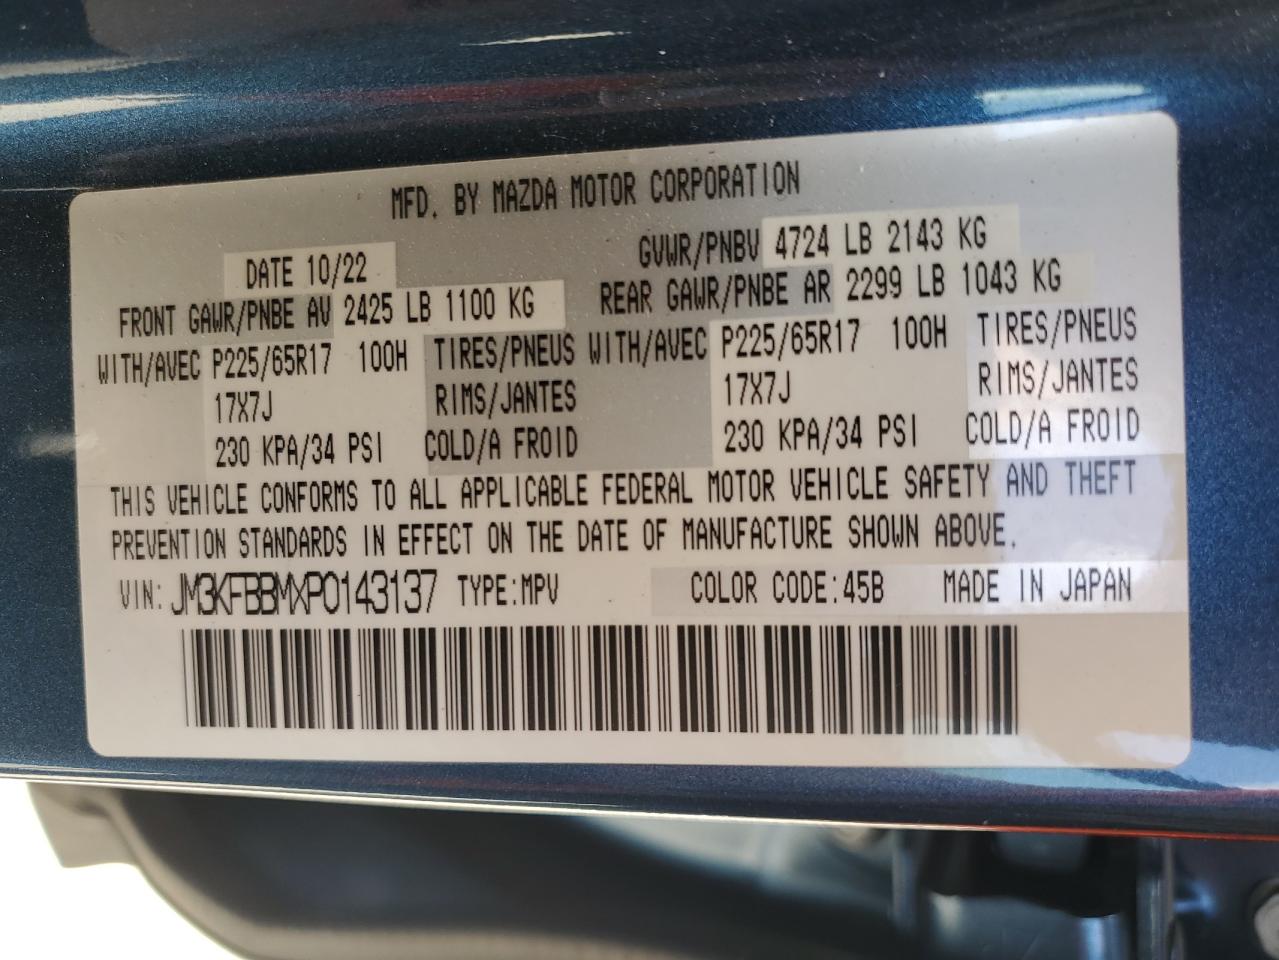 MFD. BY MAZDA MOTOR CORPORATION
DATE 10/22 GVWR/PNBV 4724 LB 2143 KG
FRONT GAWR/PNBE AV 2425 LB 1100 KG REAR GAWR/PNBE AR 2299 LB 1043 KG
WITH/AVEC P225/65R17 100H TIRES/PNEUS WITH/AVEC P225/65R17 100H TIRES/PNEUS
17X7J RIMS/JANTES 17X7J RIMS/JANTES
230 KPA/34 PSI COLD/A FROID 230 KPA/34 PSI COLD/A FROID
THIS VEHICLE CONFORMS TO ALL APPLICABLE FEDERAL MOTOR VEHICLE SAFETY AND THEFT
PREVENTION STANDARDS IN EFFECT ON THE DATE OF MANUFACTURE SHOWN ABOVE.
VIN: JM3KFBBMXP0143137 TYPE:MPV COLOR CODE:45B MADE IN JAPAN